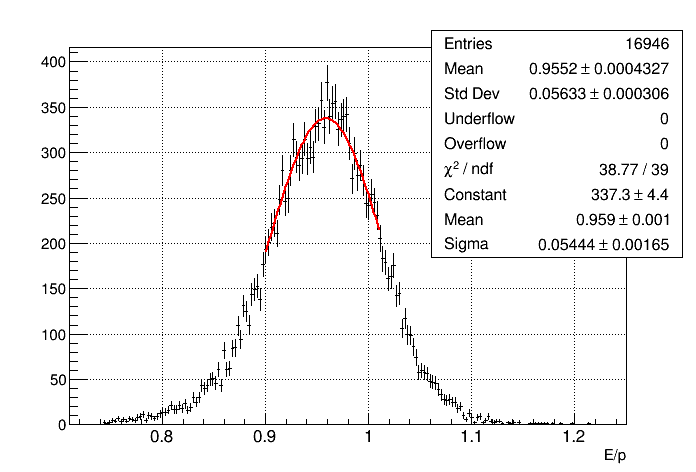 Entries 16946
Mean 0.9552 ± 0.0004327
Std Dev 0.05633 ± 0.000306
Underflow 0
Overflow 0
χ² / ndf 38.77 / 39
Constant 337.3 ± 4.4
Mean 0.959 ± 0.001
Sigma 0.05444 ± 0.00165
400
350
300
250
200
150
100
50
0
0.8 0.9 1 1.1 1.2
E/p